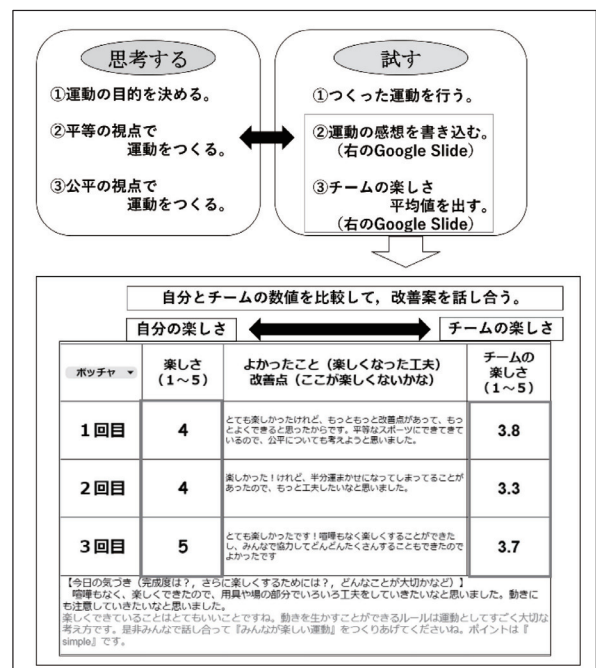 思考する
①運動の目的を決める。
②平等の視点で
運動をつくる。
③公平の視点で
運動をつくる。
試す
①つくった運動を行う。
②運動の感想を書き込む。
(右のGoogle Slide)
③チームの楽しさ
平均値を出す。
(右のGoogle Slide)
自分とチームの数値を比較して，改善案を話し合う。
自分の楽しさ
チームの楽しさ
ボッチャ
楽しさ
（1～5）
よかったこと（楽しくなった工夫）
改善点（ここが楽しくないかな）
チームの
楽しさ
（1～5）
1回目
4
とても楽しかったけれど、もっともっと改善点があって、もっ
とよくできると思ったからです。平等なスポーツにできてきて
いるので、公平についても考えようと思いました。
3.8
2回目
4
楽しかった！けれど、半分運まかせになってしまってることが
あったので、もっと工夫したいなと思いました。
3.3
3回目
5
とても楽しかったです！喧嘩もなく楽しくすることができた
し、みんなで協力してどんどんたくさんすることもできたので
よかったです
3.7
【今日の気づき（完成度は？，さらに楽しくするためには？，どんなことが大切かなど）】
喧嘩もなく、楽しくできたので、用具や場の部分でいろいろ工夫をしていきたいなと思いました。動きに
も注意していきたいなと思いました。
楽しくできていることはとてもいいことですね。動きを生かすことができるルールは運動としてすごく大切な
考え方です。是非みんなで話し合って『みんなが楽しい運動』をつくりあげてくださいね。ポイントは『
simple』です。